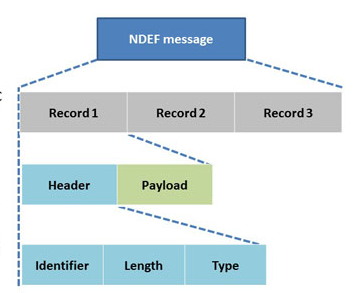 NDEF message
Record 1 Record 2 Record 3
Header Payload
Identifier Length Type